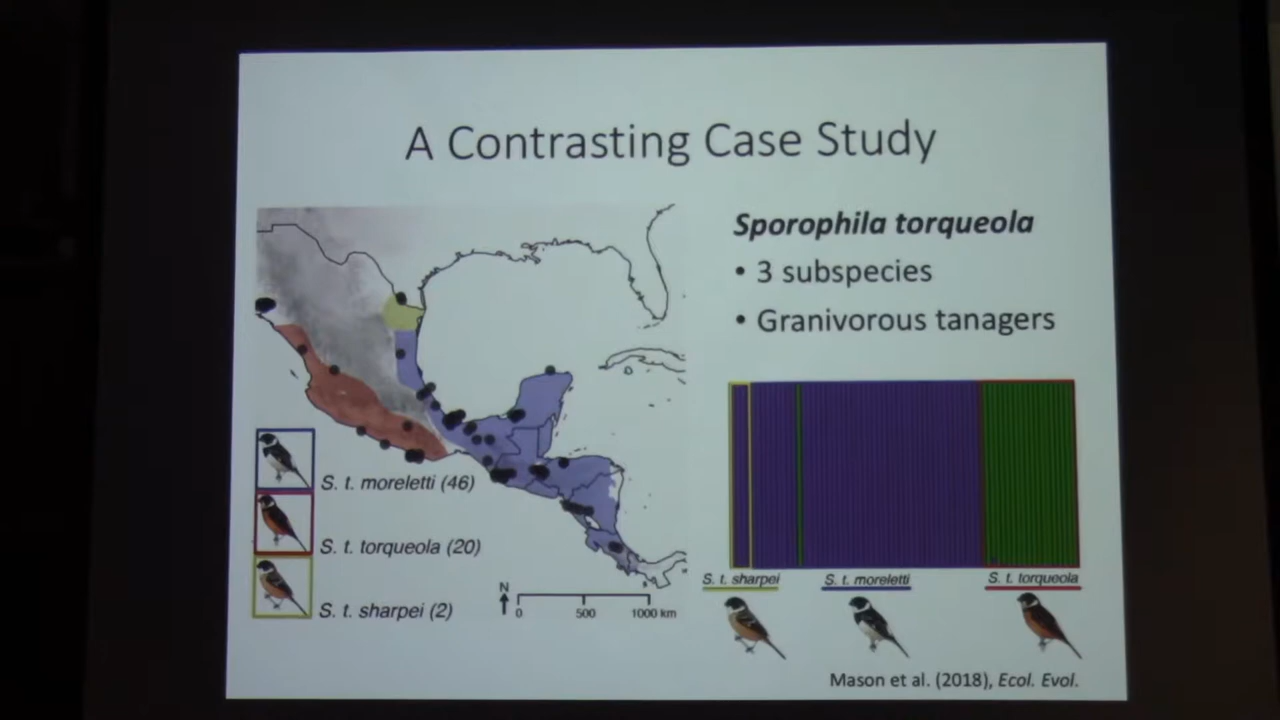 A Contrasting Case Study
Sporophila torqueola
• 3 subspecies
• Granivorous tanagers
S. t. moreletti (46)
S. t. torqueola (20)
S. t. sharpei (2)
N
0 500 1000 km
S. t. sharpei S. t. moreletti S. t. torqueola
Mason et al. (2018), Ecol. Evol.